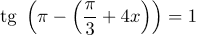 tg (π − (π/3 + 4x)) = 1